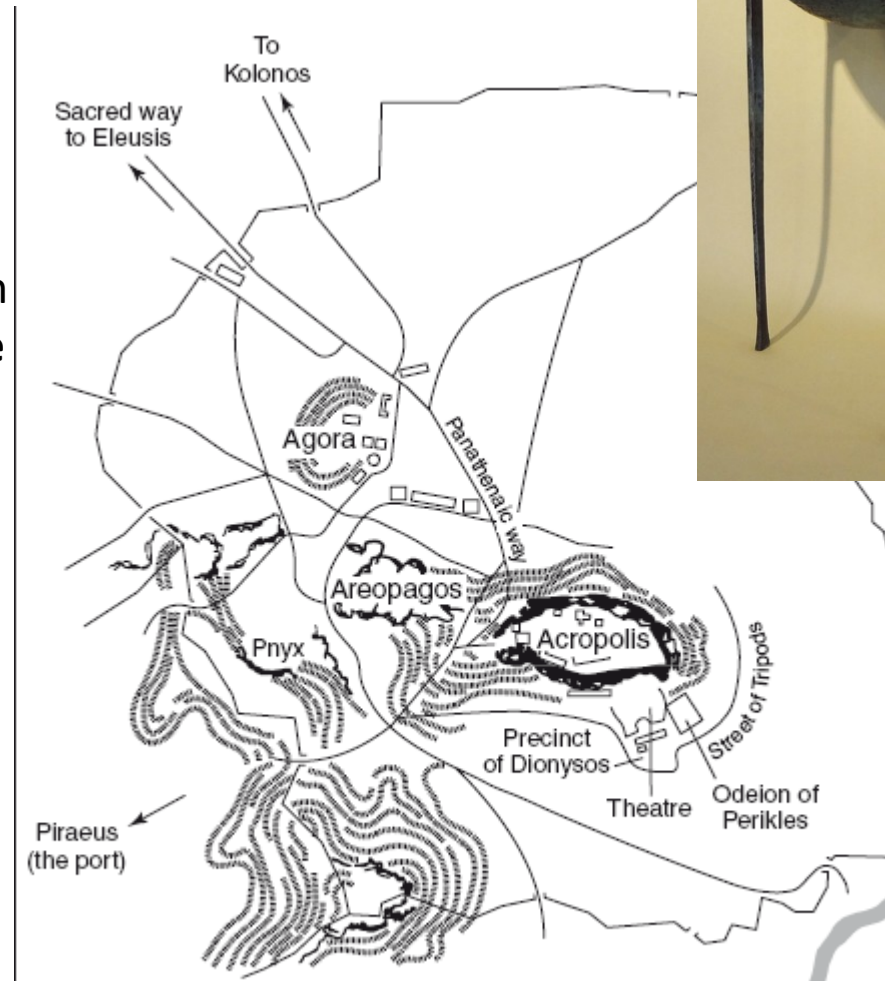 To
Kolonos
Sacred way
to Eleusis
Agora
Panathenaic way
Areopagos
Pnyx
Acropolis
Street of Tripods
Precinct
of Dionysos
Theatre
Odeion of
Perikles
Piraeus
(the port)